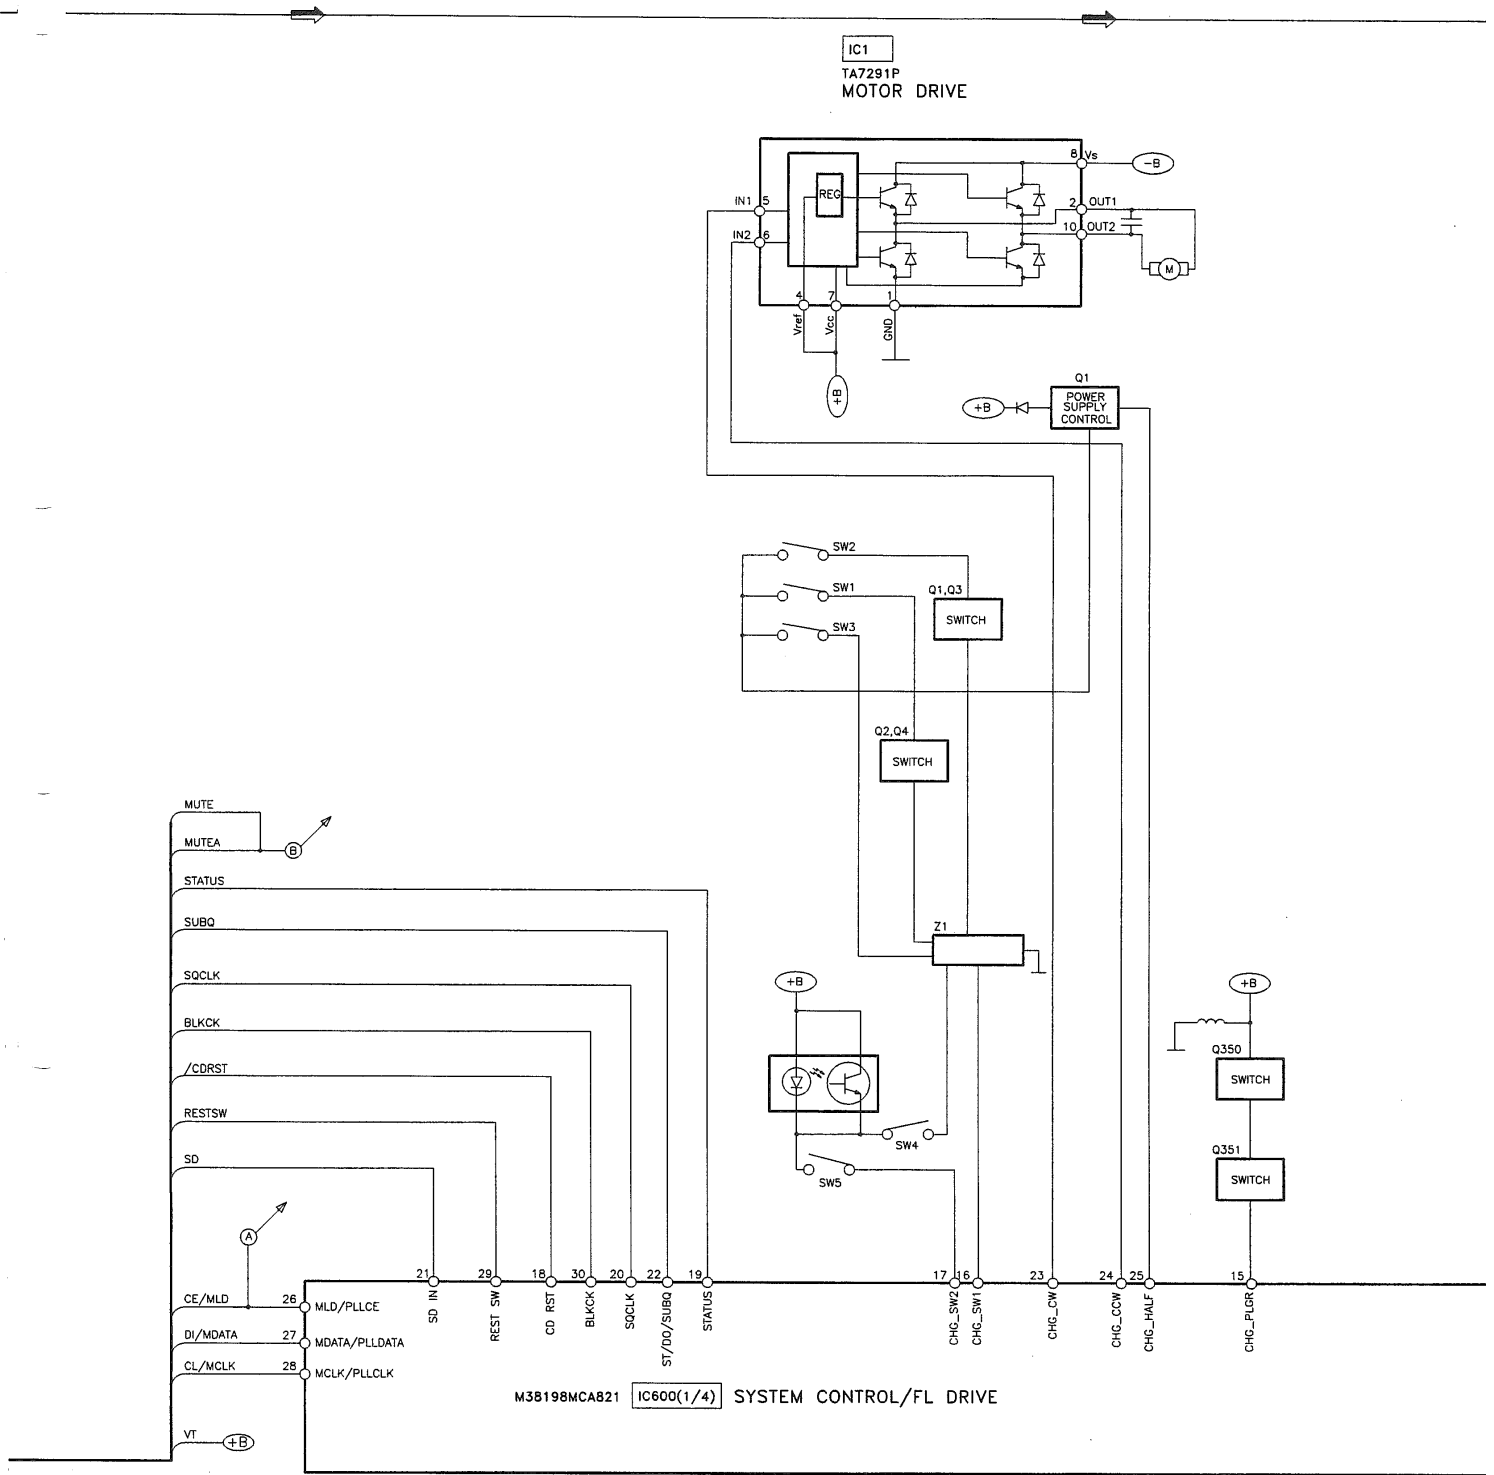 IC1
TA7291P
MOTOR DRIVE
8 Vs
-B
REG
IN1 5
2 OUT1
IN2 6
10 OUT2
M
4 7 1
Vref
Vcc
GND
+B
Q1
+B
POWER
SUPPLY
CONTROL
SW2
SW1
Q1,Q3
SWITCH
SW3
Q2,Q4
SWITCH
MUTE
MUTEA
B
STATUS
SUBQ
Z1
SQCLK
+B
+B
BLKCK
Q350
SWITCH
/CDRST
RESTSW
SW4
Q351
SWITCH
SD
SW5
A
21 29 18 30 20 22 19 17 16 23 24 25 15
CE/MLD 26 MLD/PLLCE
SD IN
REST SW
CD RST
BLKCK
SQCLK
ST/DO/SUBQ
STATUS
CHG_SW2
CHG_SW1
CHG_CW
CHG_CCW
CHG_HALF
CHG_PLGR
DI/MDATA 27 MDATA/PLLDATA
CL/MCLK 28 MCLK/PLLCLK
M38198MCA821 IC600(1/4) SYSTEM CONTROL/FL DRIVE
VT +B